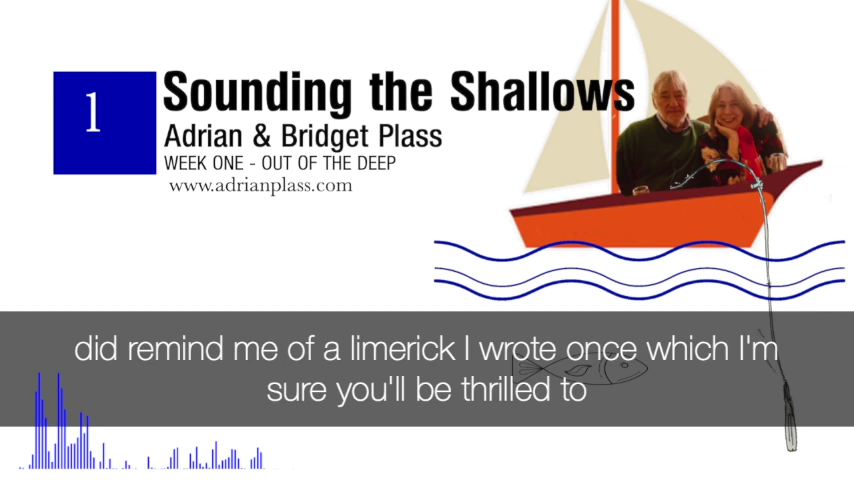 1
Sounding the Shallows
Adrian & Bridget Plass
WEEK ONE - OUT OF THE DEEP
www.adrianplass.com
did remind me of a limerick I wrote once which I'm
sure you'll be thrilled to